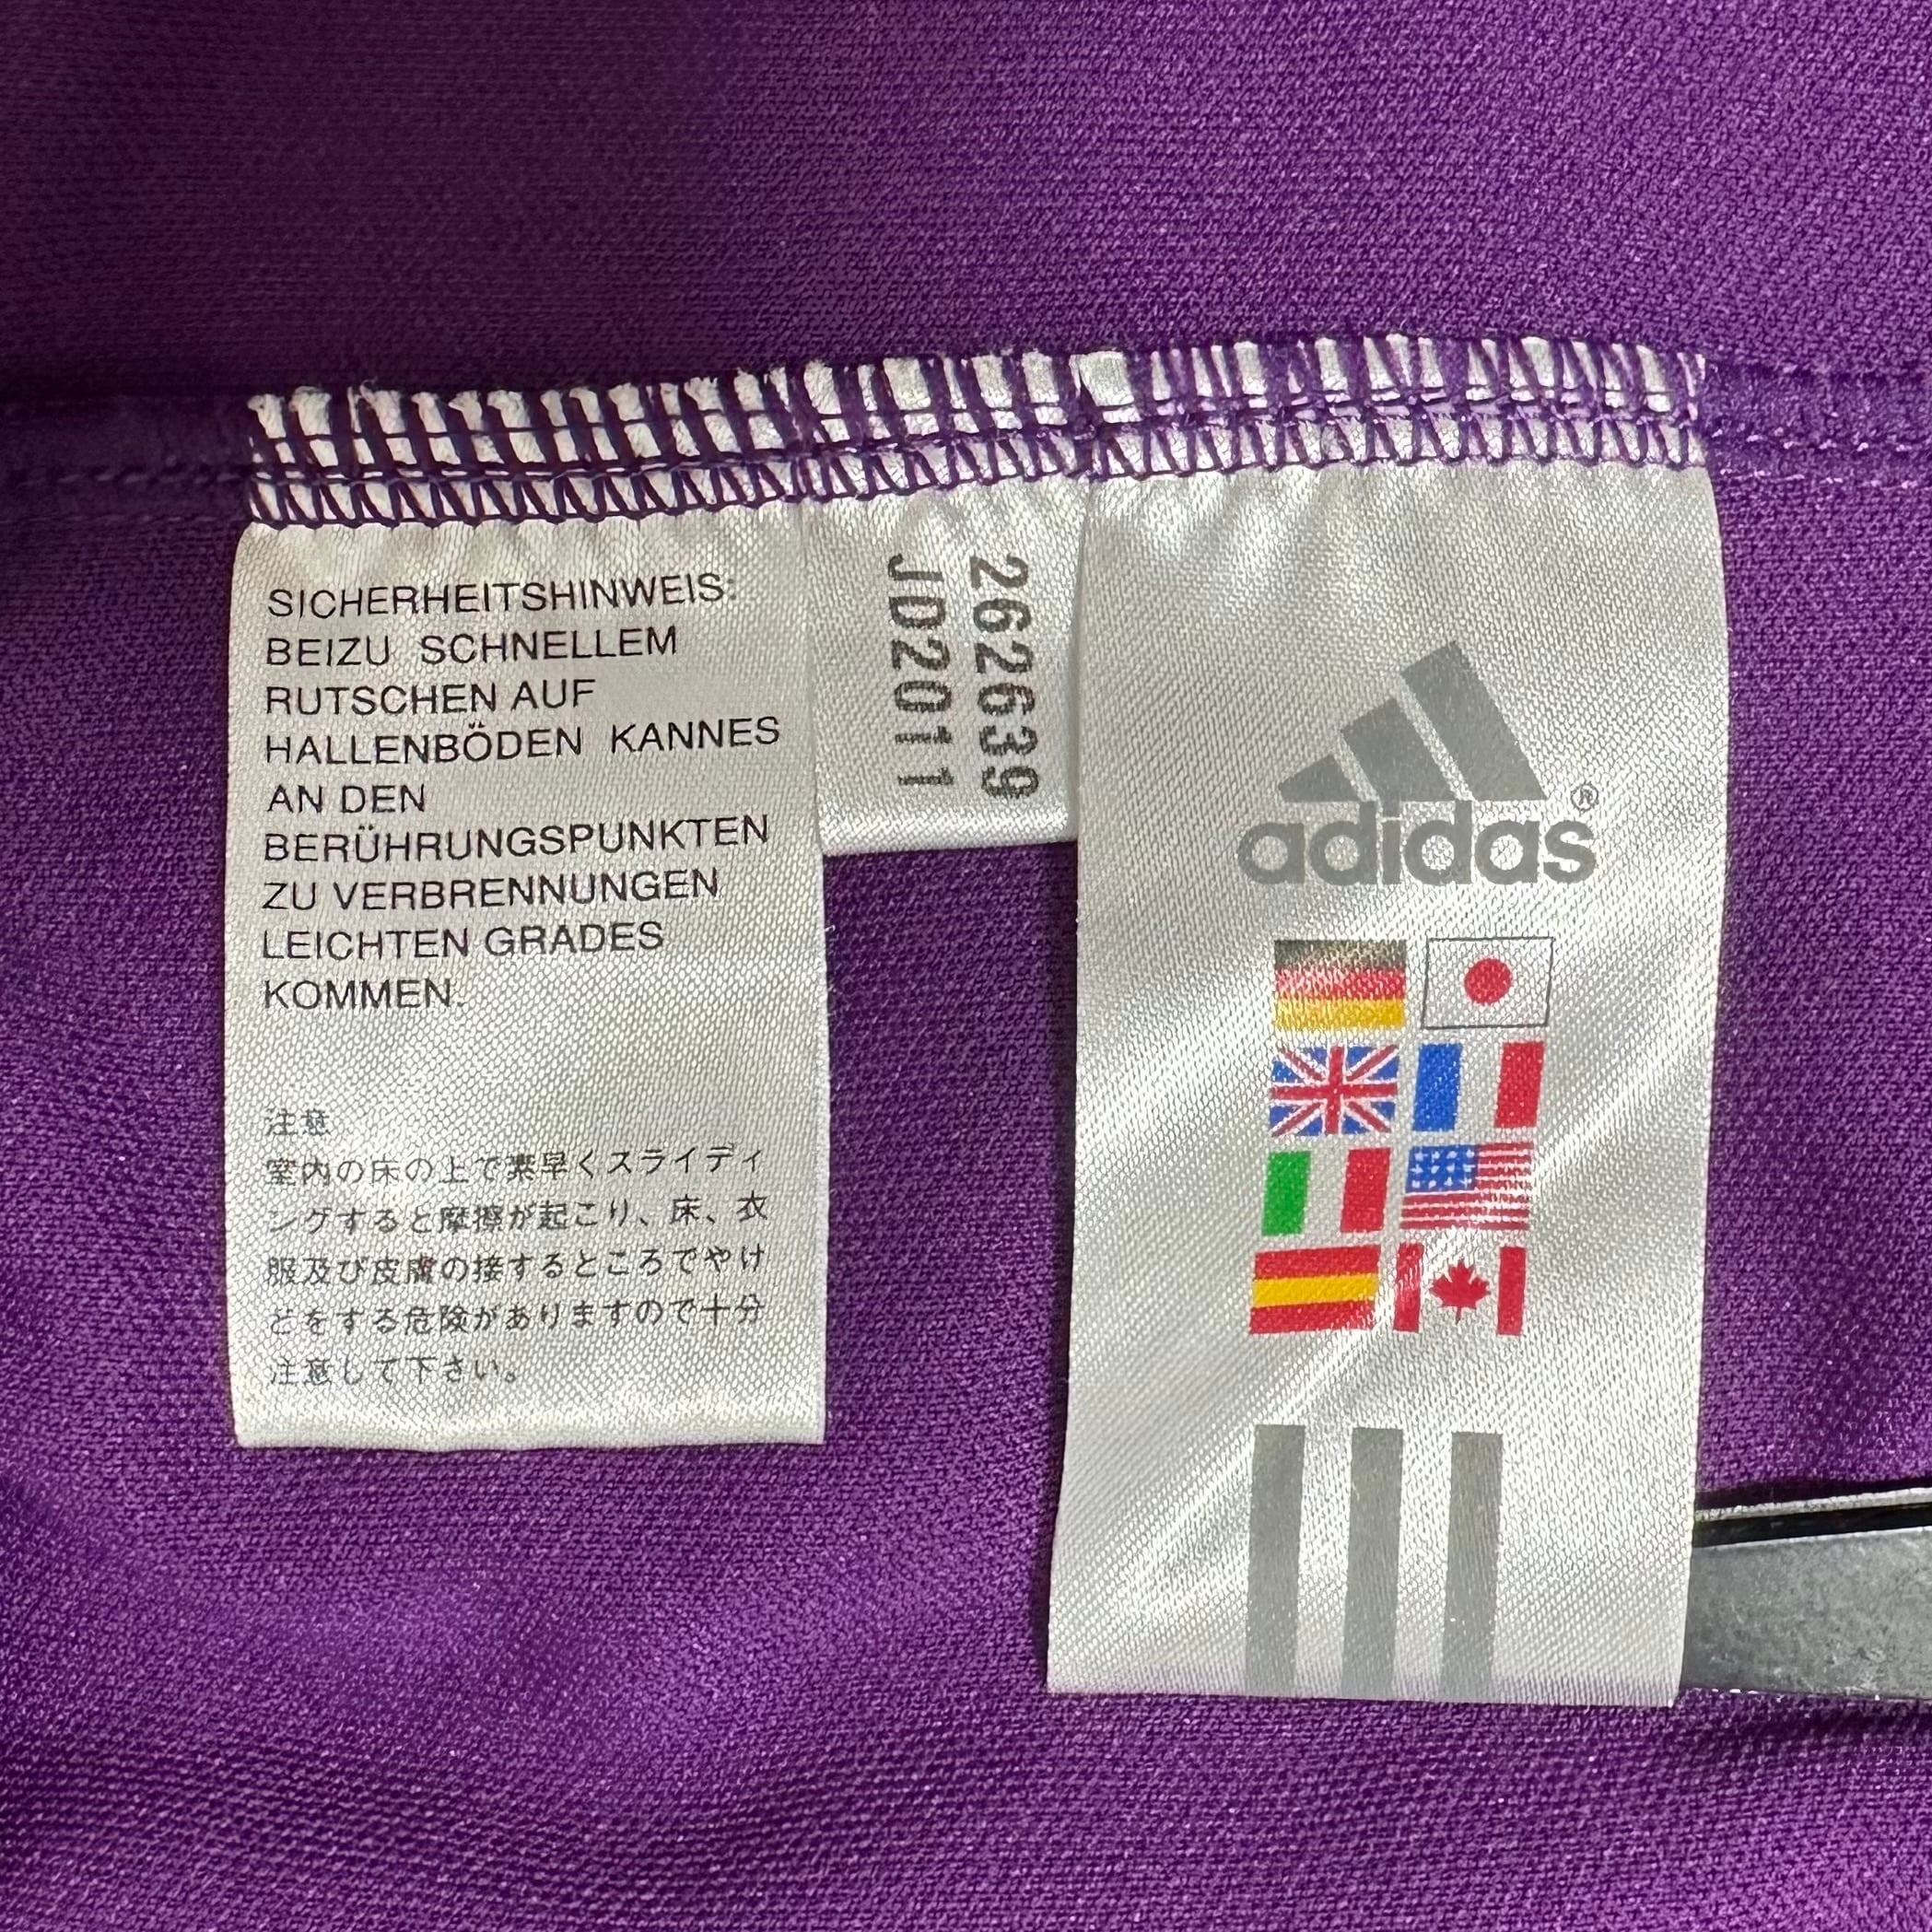 SICHERHEITSHINWEIS:
BEIZU SCHNELLEM
RUTSCHEN AUF
HALLENBÖDEN KANNES
AN DEN
BERÜHRUNGSPUNKTEN
ZU VERBRENNUNGEN
LEICHTEN GRADES
KOMMEN.
注意
室内の床の上で素早くスライディ
ングすると摩擦が起こり、床、衣
服及び皮膚の接するところでやけ
どをする危険がありますので十分
注意して下さい。
262639
JD2011
adidas®